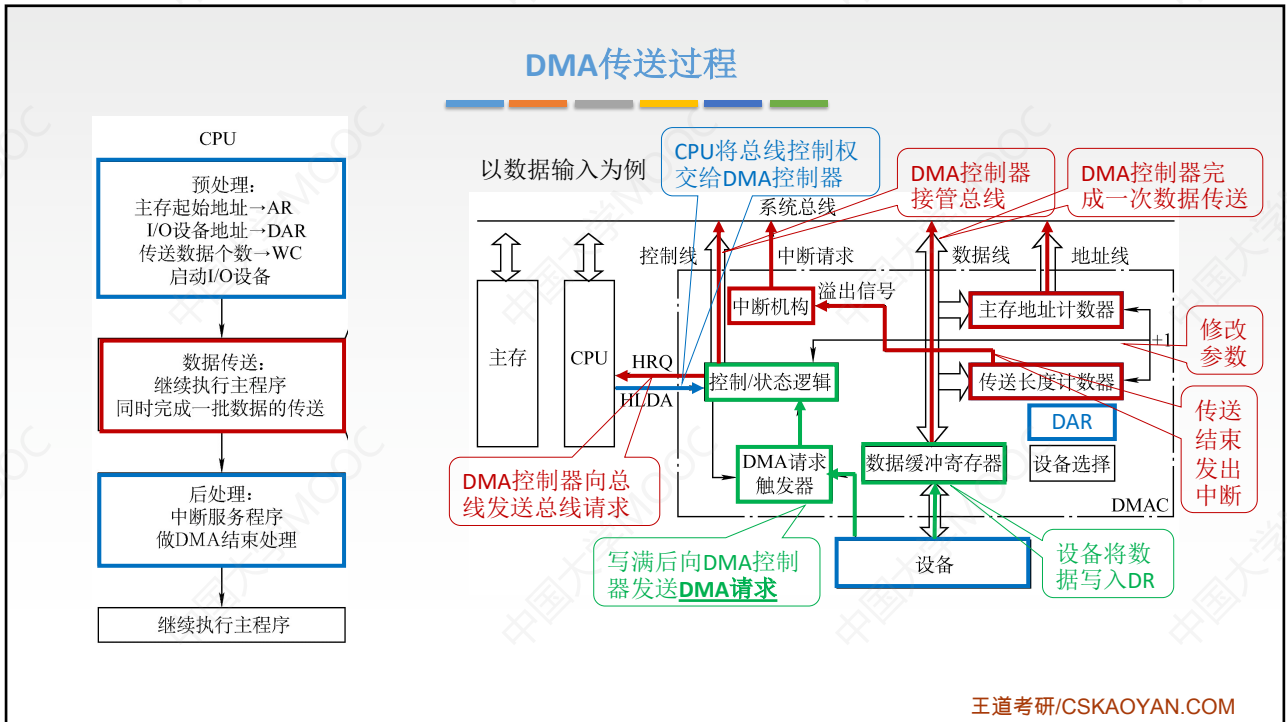 DMA传送过程
CPU
预处理：
主存起始地址→AR
I/O设备地址→DAR
传送数据个数→WC
启动I/O设备
数据传送：
继续执行主程序
同时完成一批数据的传送
后处理：
中断服务程序
做DMA结束处理
继续执行主程序
以数据输入为例
CPU将总线控制权
交给DMA控制器
DMA控制器
接管总线
DMA控制器完
成一次数据传送
系统总线
控制线
中断请求
数据线
地址线
溢出信号
中断机构
主存地址计数器
+1
修改
参数
主存
CPU
HRQ
HLDA
控制/状态逻辑
传送长度计数器
DAR
传送
结束
发出
中断
DMA请求
触发器
数据缓冲寄存器
设备选择
DMAC
DMA控制器向总
线发送总线请求
写满后向DMA控制
器发送DMA请求
设备
设备将数
据写入DR
王道考研/CSKAOYAN.COM
中国大学MOOC